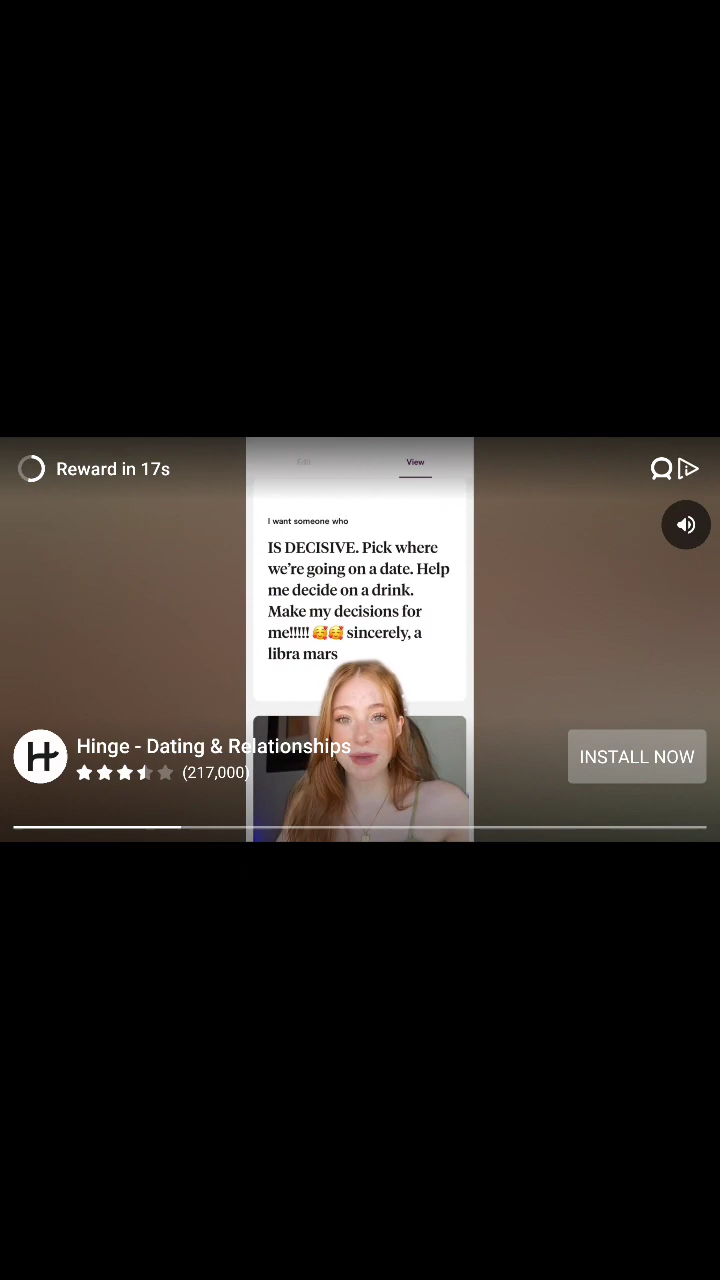 Reward in 17s
Edit
View
I want someone who
IS DECISIVE. Pick where
we’re going on a date. Help
me decide on a drink.
Make my decisions for
me!!!!! 🥰🥰 sincerely, a
libra mars
Hinge - Dating & Relationships
(217,000)
INSTALL NOW